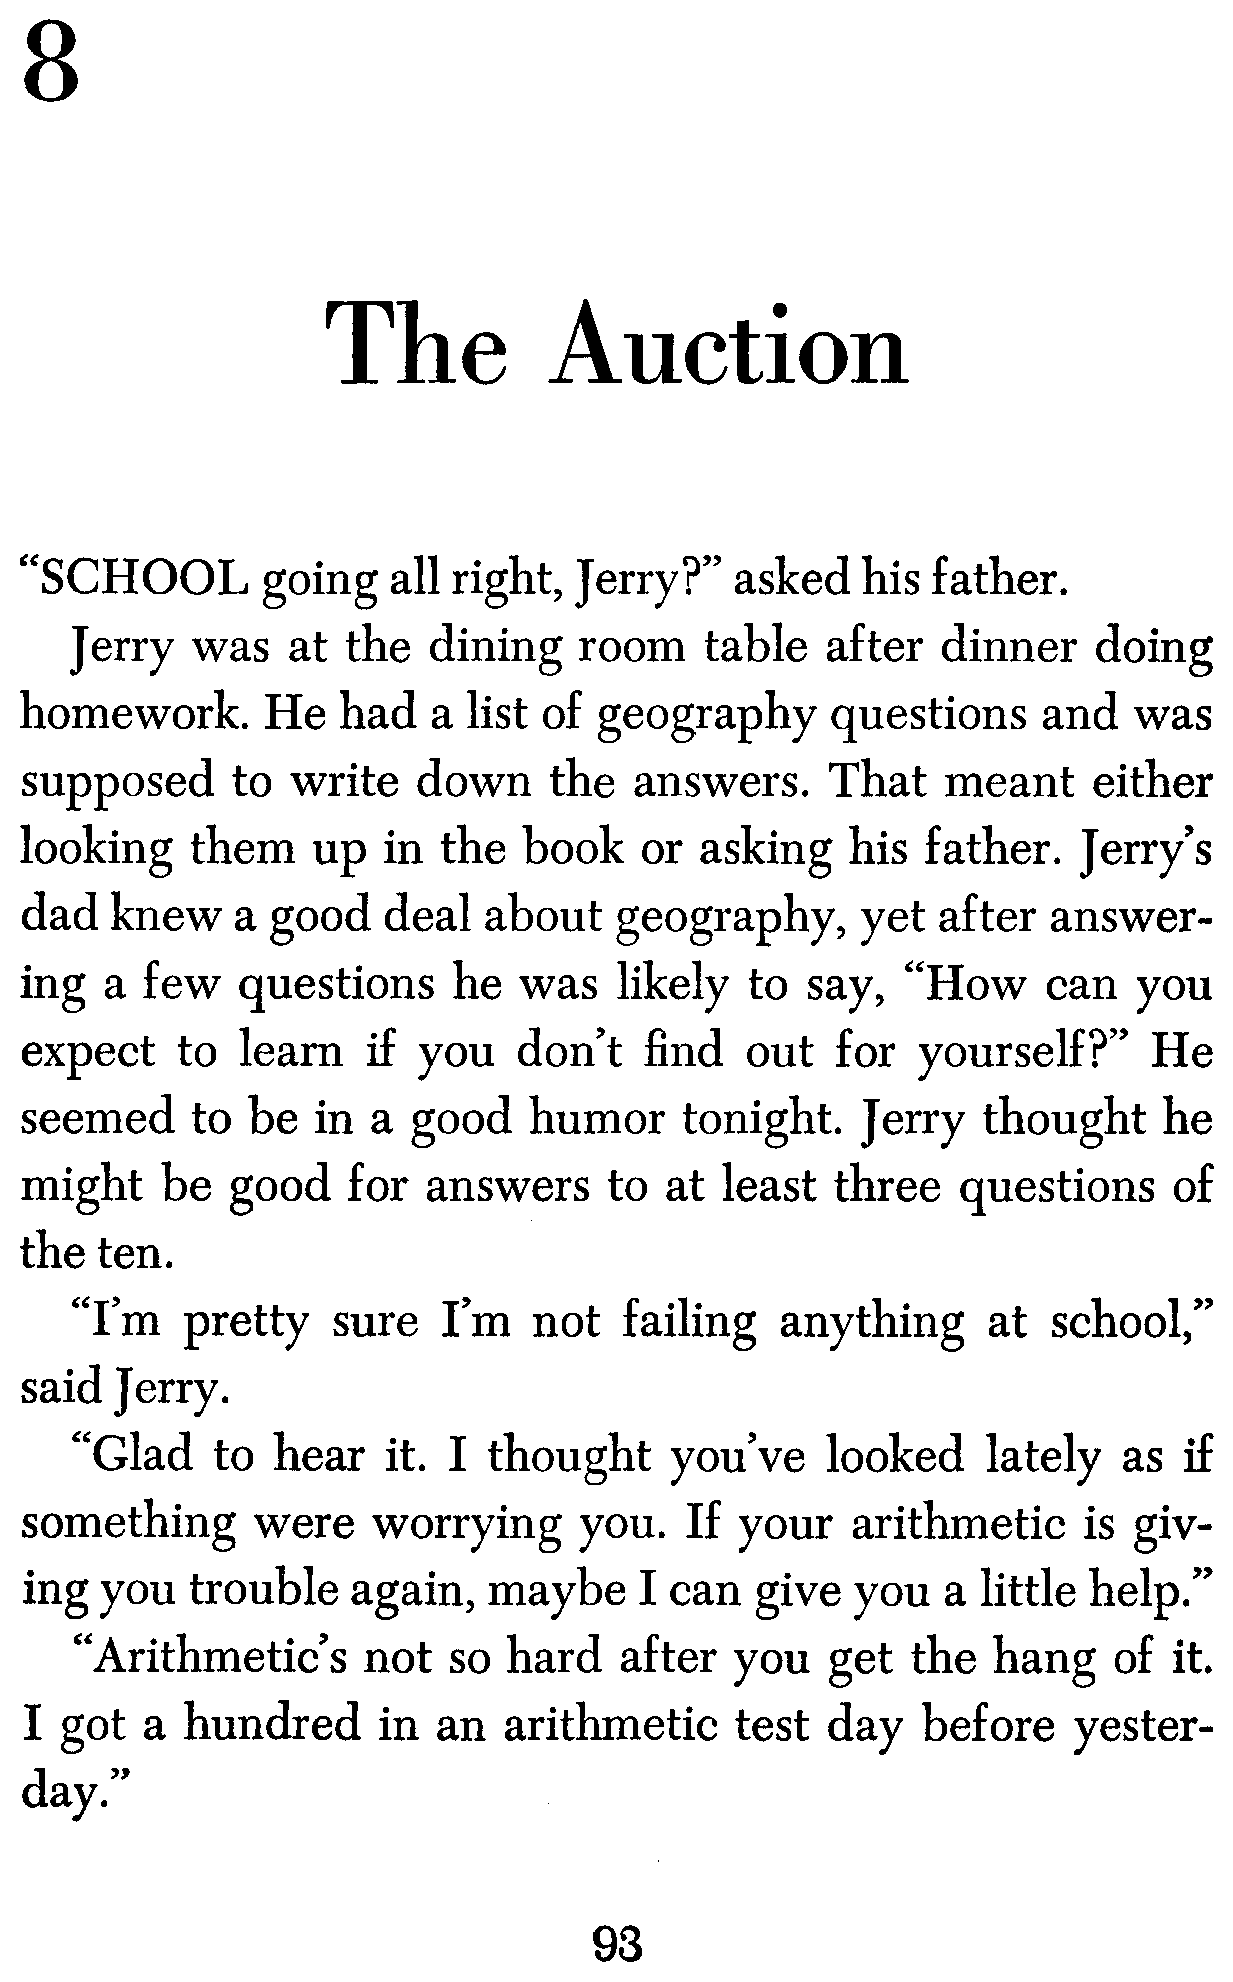 8
The Auction
“SCHOOL going all right, Jerry?” asked his father.
Jerry was at the dining room table after dinner doing
homework. He had a list of geography questions and was
supposed to write down the answers. That meant either
looking them up in the book or asking his father. Jerry’s
dad knew a good deal about geography, yet after answer-
ing a few questions he was likely to say, “How can you
expect to learn if you don’t find out for yourself?” He
seemed to be in a good humor tonight. Jerry thought he
might be good for answers to at least three questions of
the ten.
“I’m pretty sure I’m not failing anything at school,”
said Jerry.
“Glad to hear it. I thought you’ve looked lately as if
something were worrying you. If your arithmetic is giv-
ing you trouble again, maybe I can give you a little help.”
“Arithmetic’s not so hard after you get the hang of it.
I got a hundred in an arithmetic test day before yester-
day.”
93